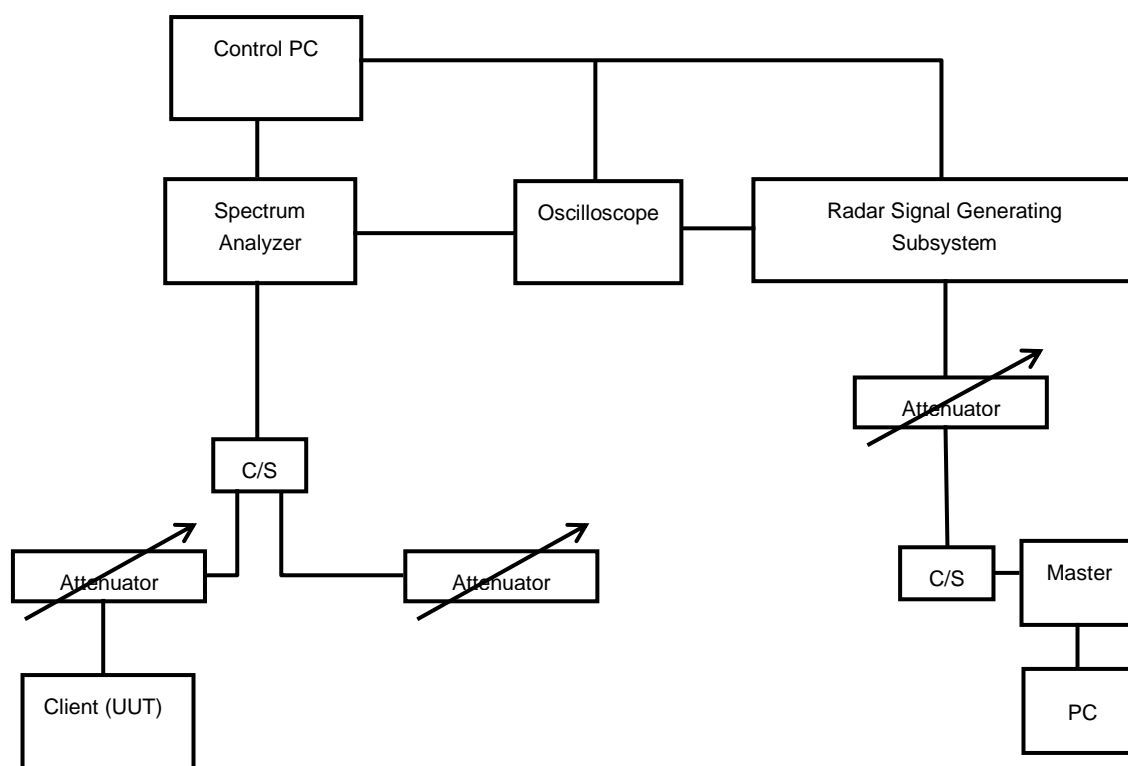 Control PC
Spectrum
Analyzer
Oscilloscope
Radar Signal Generating
Subsystem
Attenuator
C/S
Attenuator
Attenuator
C/S
Master
Client (UUT)
PC